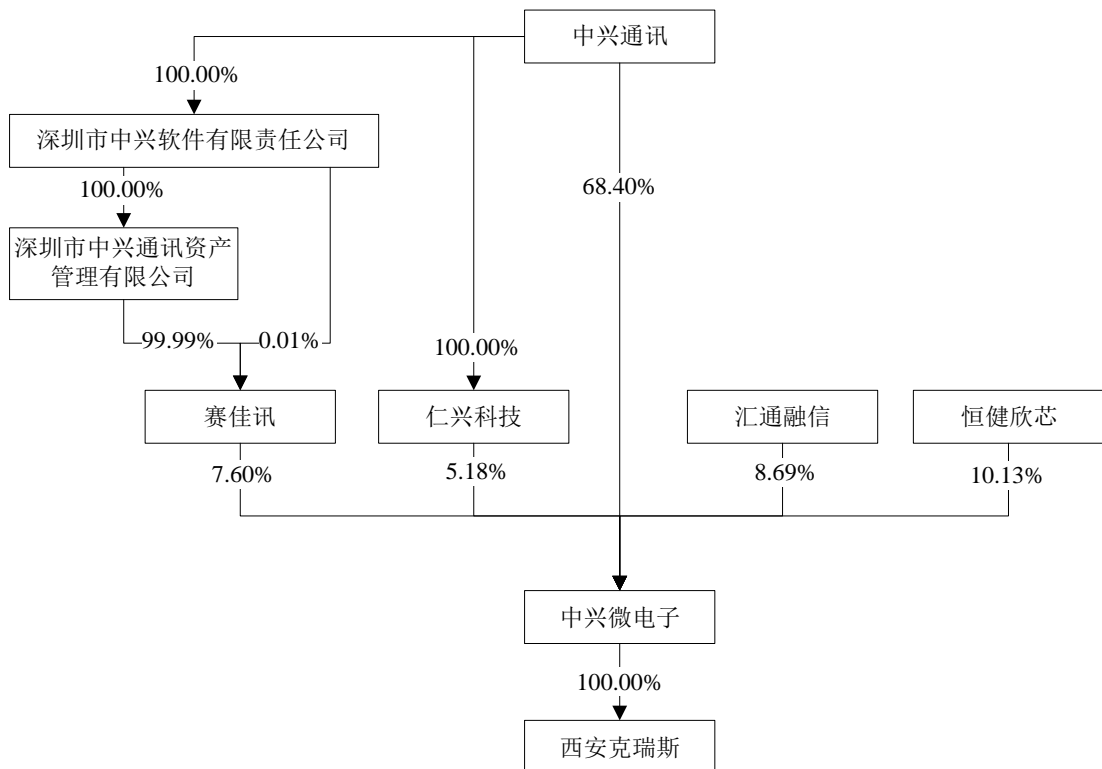 中兴通讯
100.00%
深圳市中兴软件有限责任公司
100.00%
68.40%
深圳市中兴通讯资产
管理有限公司
99.99%
0.01%
100.00%
赛佳讯
仁兴科技
汇通融信
恒健欣芯
7.60%
5.18%
8.69%
10.13%
中兴微电子
100.00%
西安克瑞斯